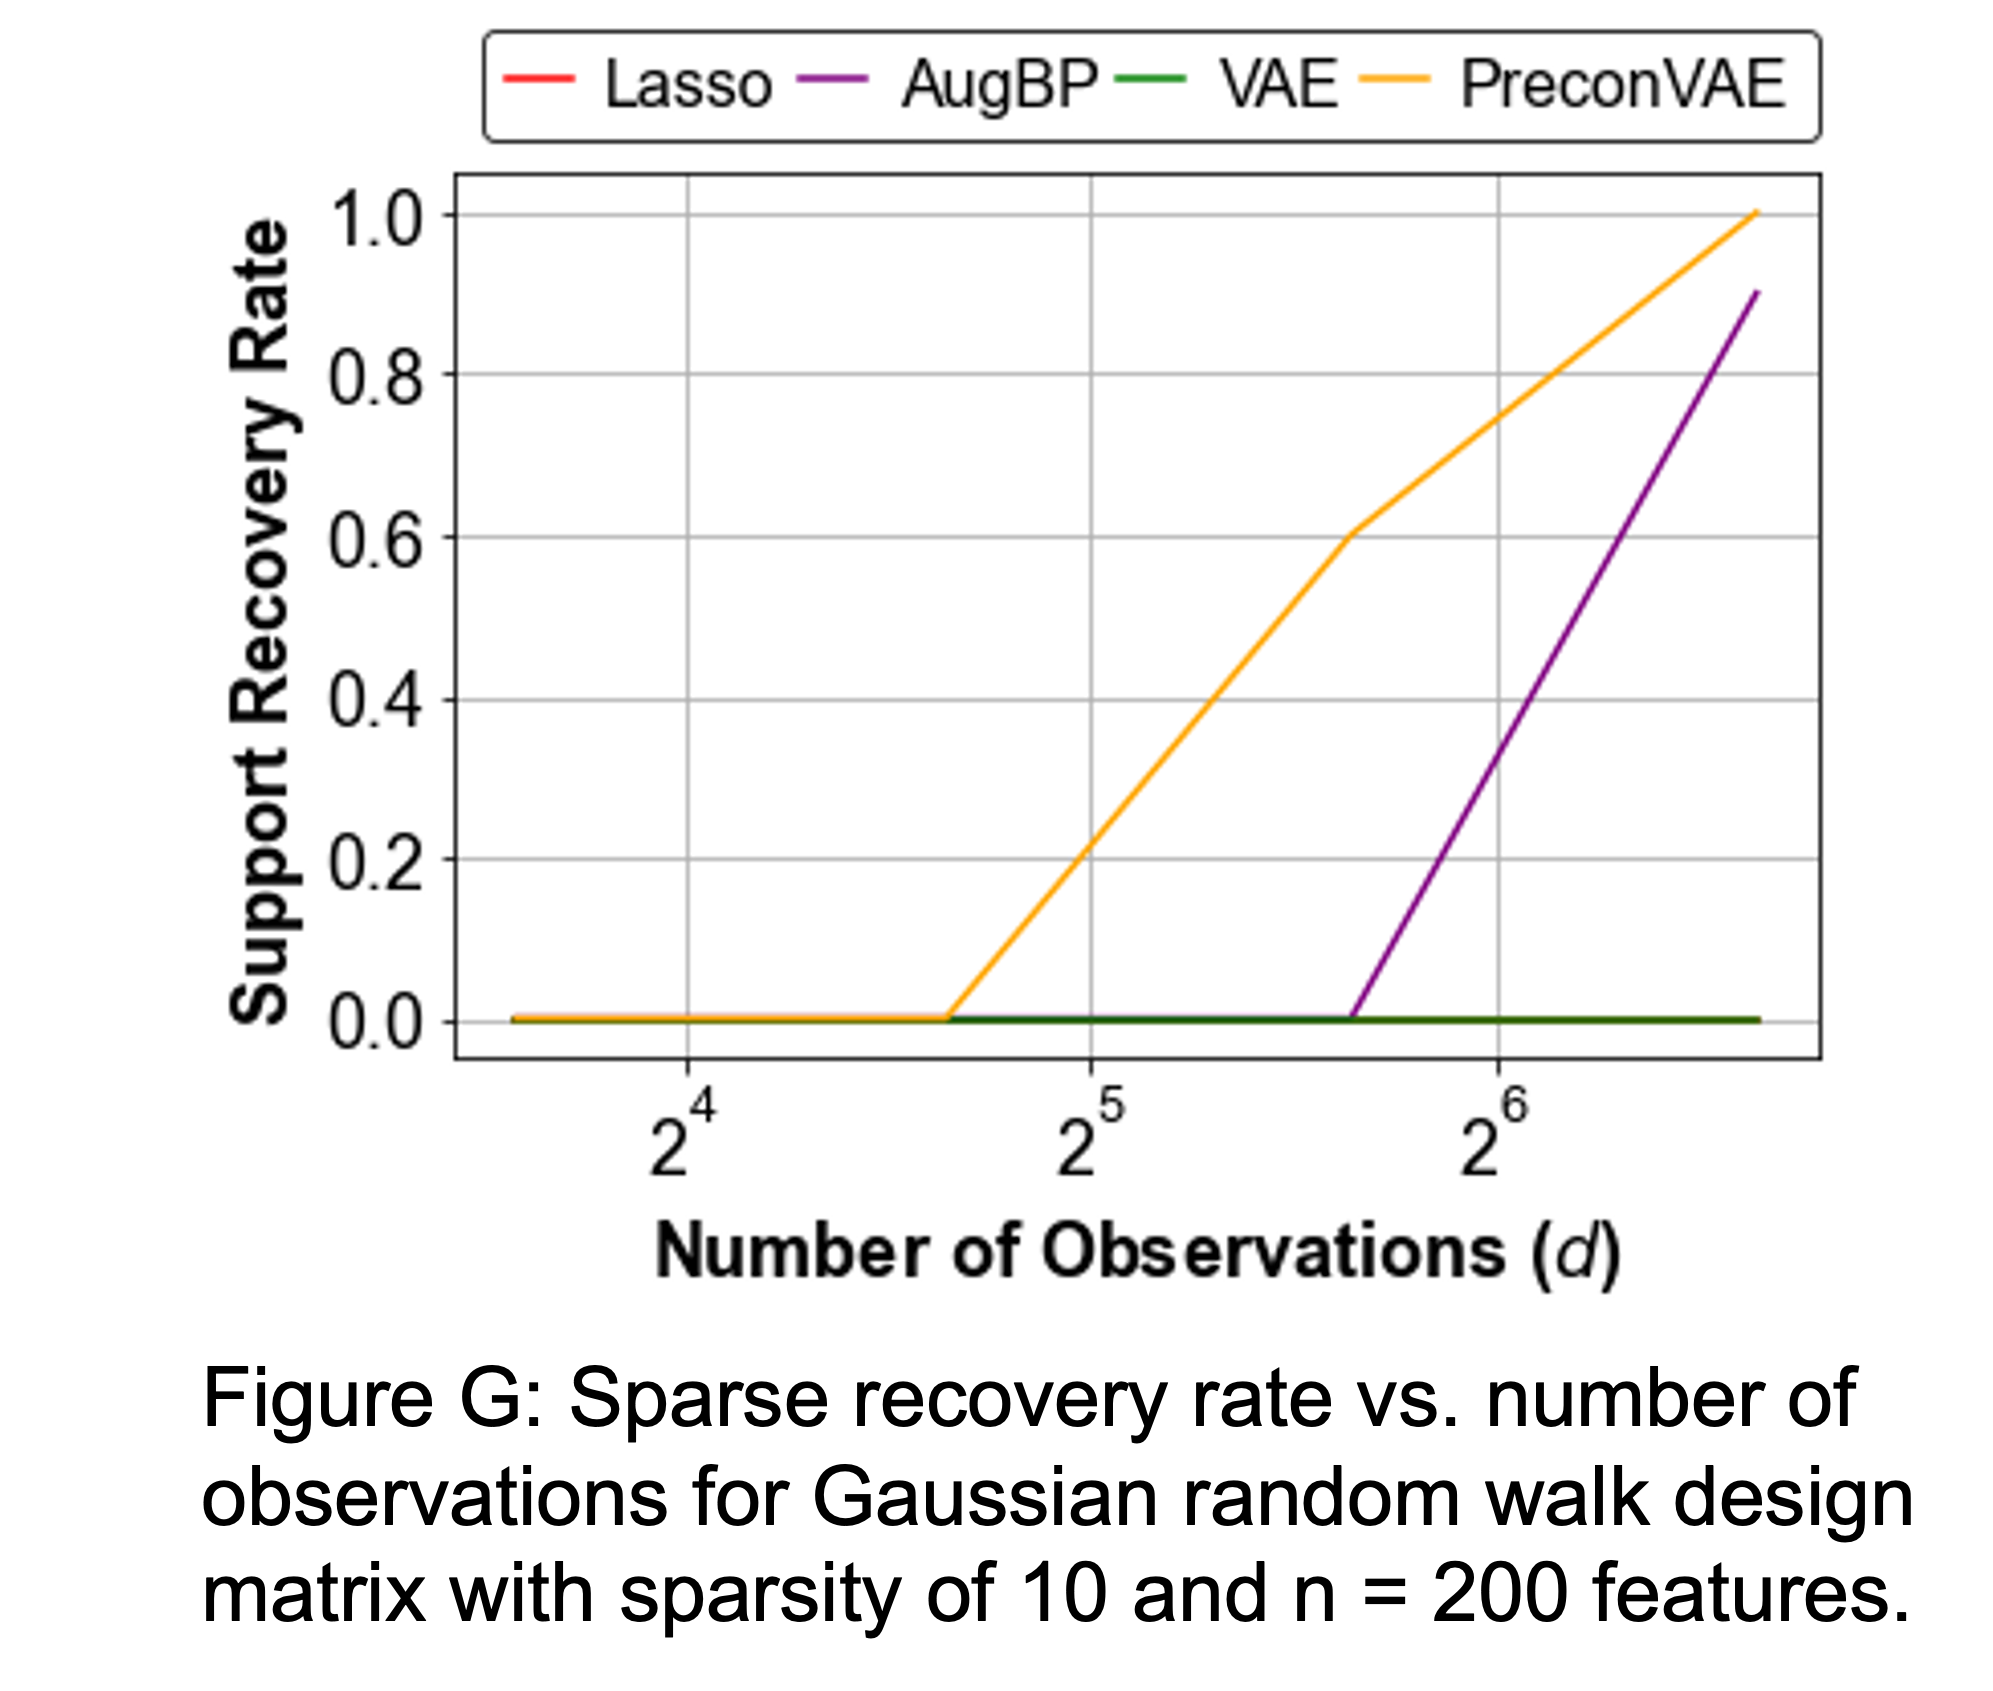 Lasso AugBP VAE PreconVAE
Support Recovery Rate
1.0
0.8
0.6
0.4
0.2
0.0
2^4 2^5 2^6
Number of Observations (d)
Figure G: Sparse recovery rate vs. number of
observations for Gaussian random walk design
matrix with sparsity of 10 and n = 200 features.